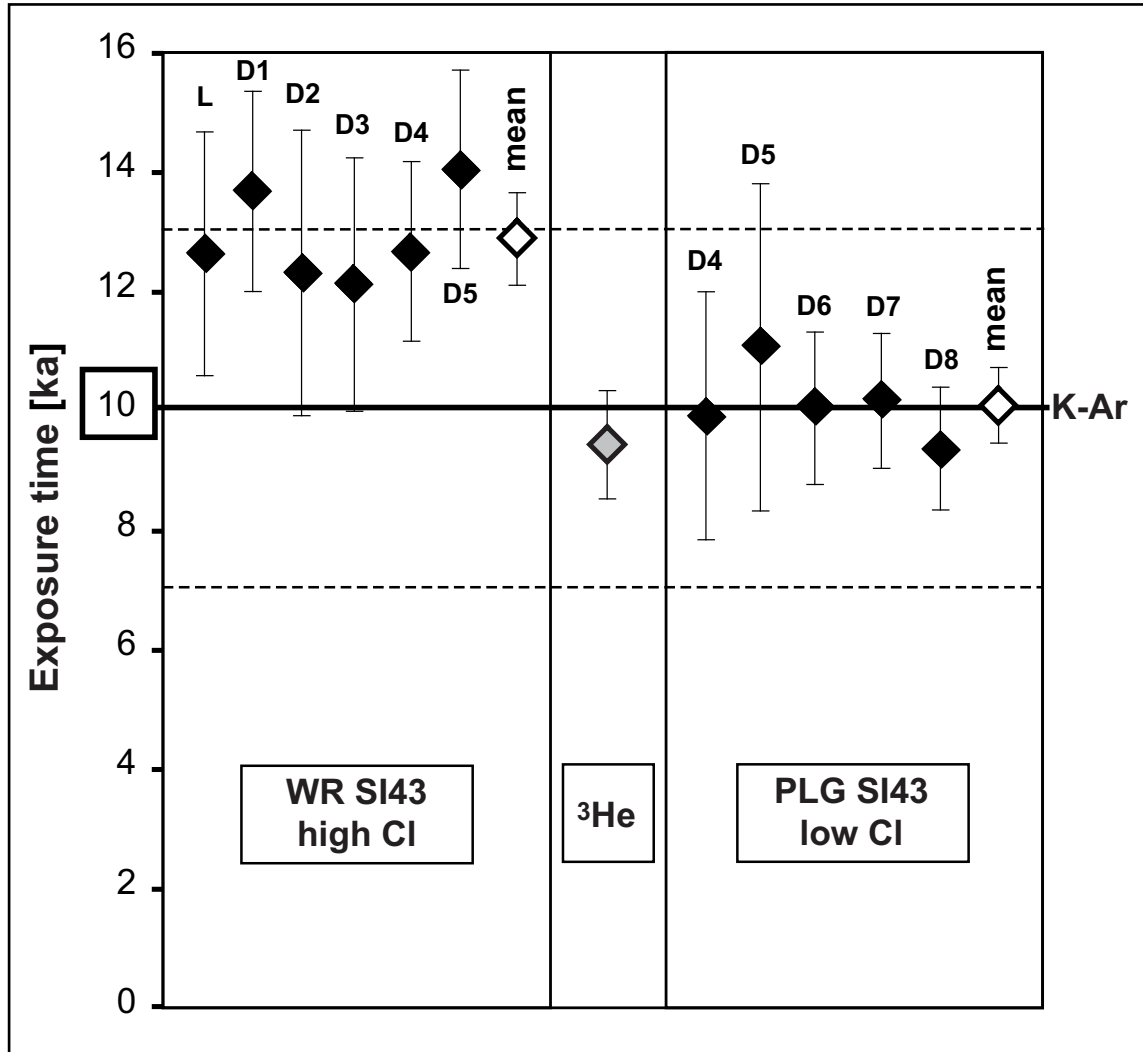 Exposure time [ka]
16
14
12
10
8
6
4
2
0
L
D1
D2
D3
D4
D5
mean
D4
D5
D6
D7
D8
mean
K-Ar
WR SI43
high Cl
³He
PLG SI43
low Cl